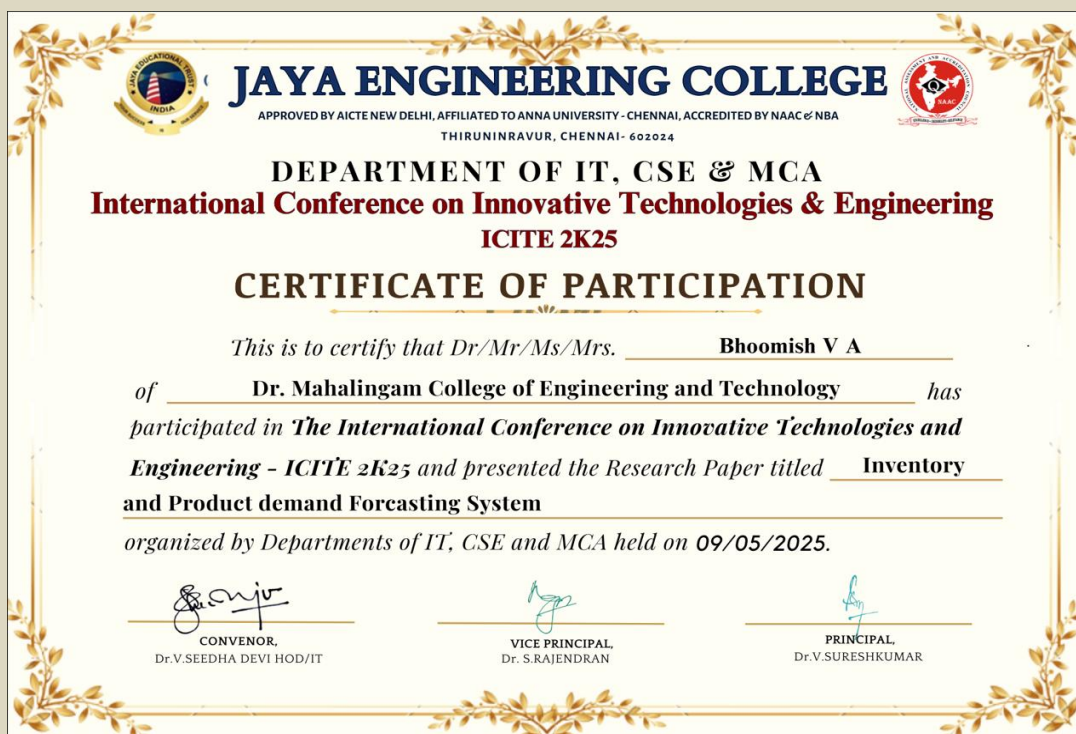 JAYA EDUCATIONAL TRUST
INDIA
JAYA ENGINEERING COLLEGE
NAAC
APPROVED BY AICTE NEW DELHI, AFFILIATED TO ANNA UNIVERSITY - CHENNAI, ACCREDITED BY NAAC & NBA
THIRUNINRAVUR, CHENNAI- 602024
DEPARTMENT OF IT, CSE & MCA
International Conference on Innovative Technologies & Engineering
ICITE 2K25
CERTIFICATE OF PARTICIPATION
This is to certify that Dr/Mr/Ms/Mrs. Bhoomish V A
of Dr. Mahalingam College of Engineering and Technology has
participated in The International Conference on Innovative Technologies and
Engineering - ICITE 2K25 and presented the Research Paper titled Inventory
and Product demand Forcasting System
organized by Departments of IT, CSE and MCA held on 09/05/2025.
CONVENOR,
Dr.V.SEEDHA DEVI HOD/IT
VICE PRINCIPAL,
Dr. S.RAJENDRAN
PRINCIPAL,
Dr.V.SURESHKUMAR